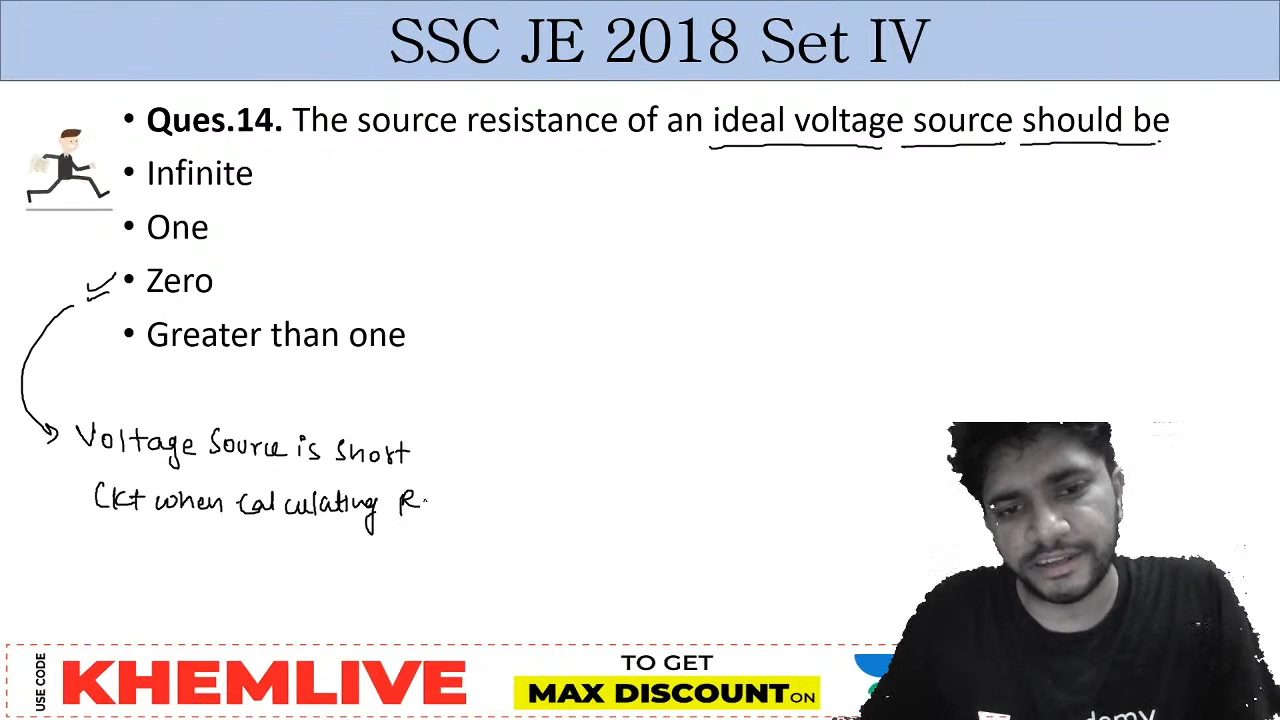 SSC JE 2018 Set IV
• Ques.14. The source resistance of an ideal voltage source should be
• Infinite
• One
• Zero
• Greater than one
Voltage Source is short
Ckt when calculating R
USE CODE
KHEMLIVE
TO GET
MAX DISCOUNT ON